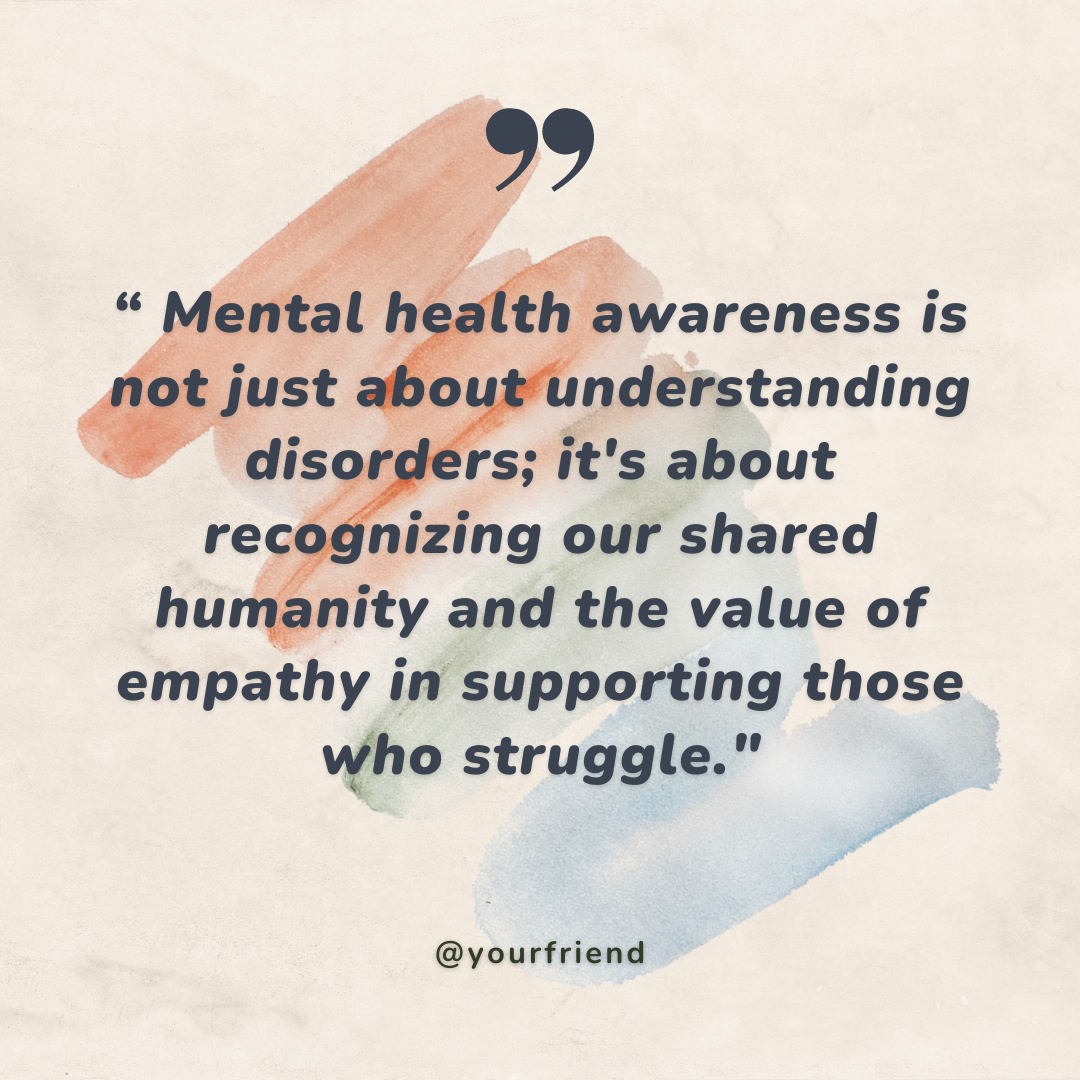 ”
“ Mental health awareness is
not just about understanding
disorders; it's about
recognizing our shared
humanity and the value of
empathy in supporting those
who struggle."
@yourfriend